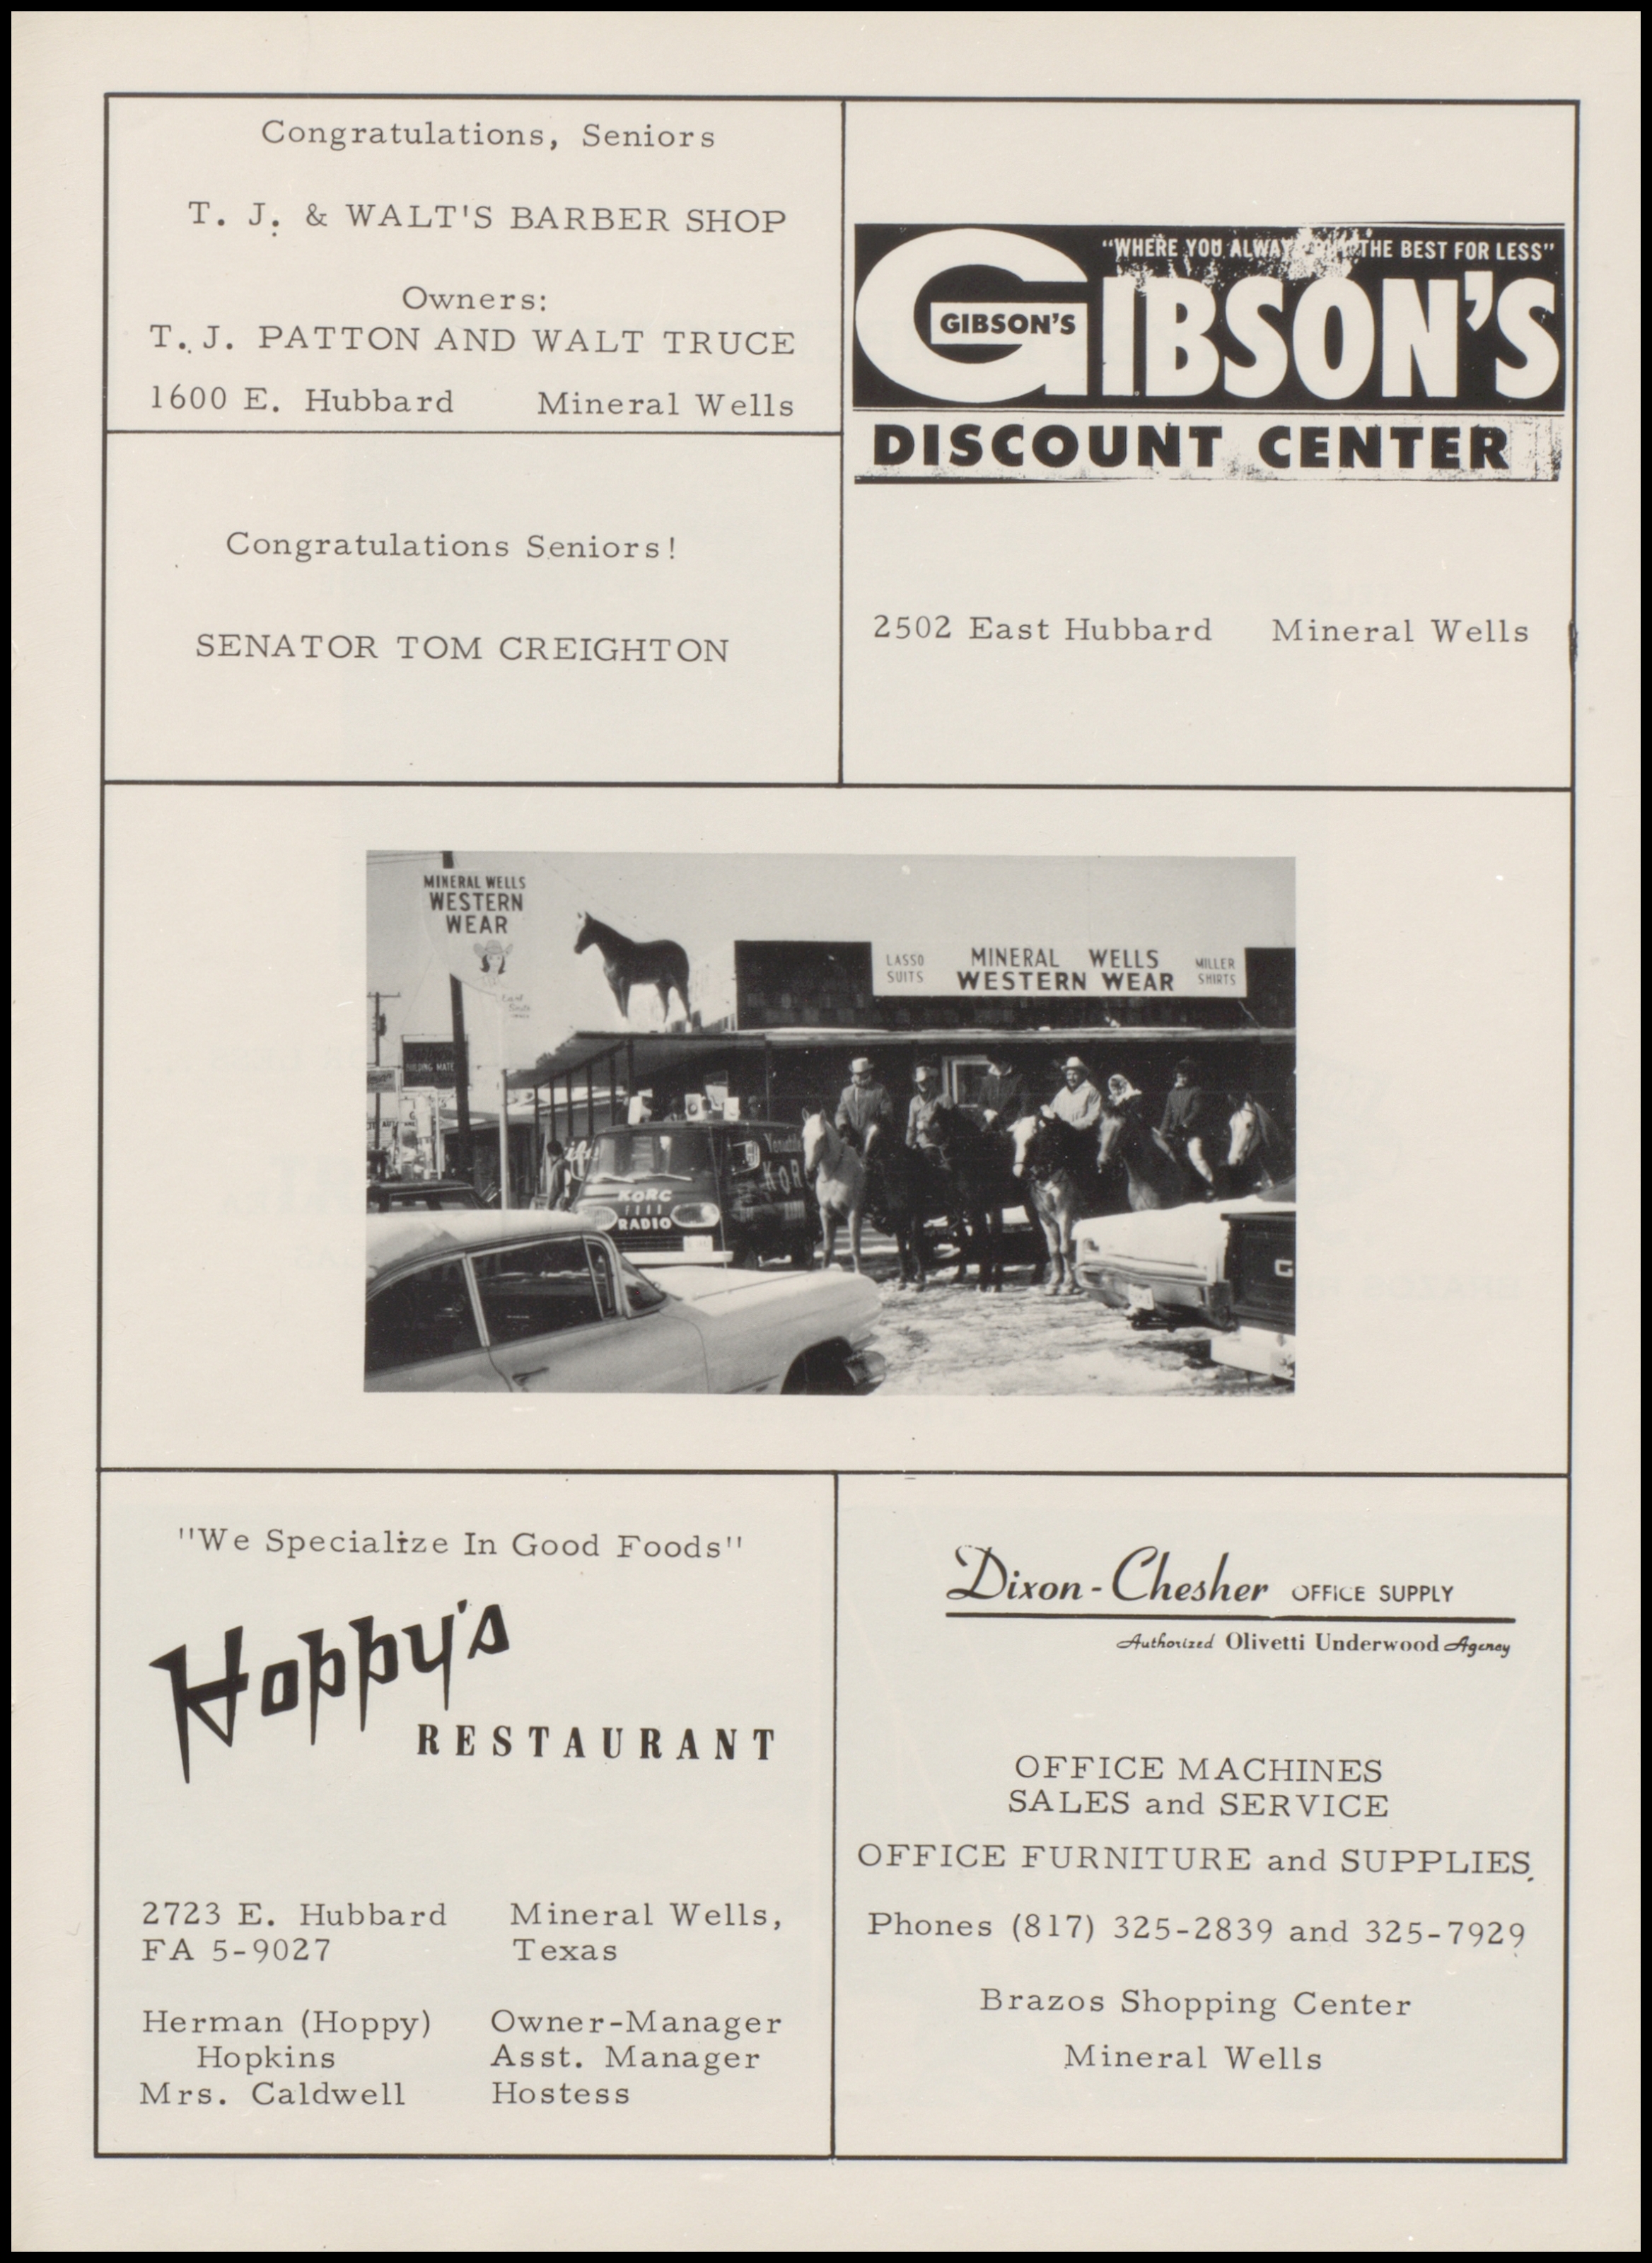 Congratulations, Seniors
T. J. & WALT'S BARBER SHOP
Owners:
T. J. PATTON AND WALT TRUCE
1600 E. Hubbard Mineral Wells
Congratulations Seniors!
SENATOR TOM CREIGHTON
"WHERE YOU ALWAYS BUY THE BEST FOR LESS"
GIBSON'S
GIBSON'S
DISCOUNT CENTER
2502 East Hubbard Mineral Wells
MINERAL WELLS
WESTERN
WEAR
LASSO
SUITS
MINERAL WELLS
WESTERN WEAR
MILLER
SHIRTS
KORC
RADIO
KOR
G
"We Specialize In Good Foods"
Hoppy's
RESTAURANT
2723 E. Hubbard Mineral Wells,
FA 5-9027 Texas
Herman (Hoppy) Owner-Manager
Hopkins Asst. Manager
Mrs. Caldwell Hostess
Dixon-Chesher OFFICE SUPPLY
Authorized Olivetti Underwood Agency
OFFICE MACHINES
SALES and SERVICE
OFFICE FURNITURE and SUPPLIES
Phones (817) 325-2839 and 325-7929
Brazos Shopping Center
Mineral Wells